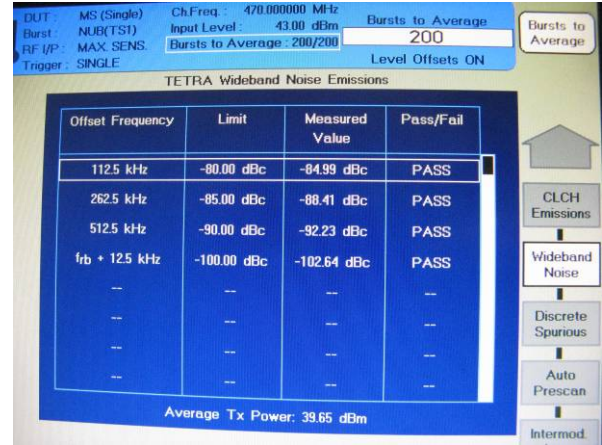 DUT : MS (Single) Ch.Freq. : 470.000000 MHz
Burst : NUB(TS1) Input Level : 43.00 dBm Bursts to Average
RF I/P : MAX. SENS. Bursts to Average : 200/200 200
Trigger : SINGLE Level Offsets ON
Bursts to
Average
TETRA Wideband Noise Emissions
Offset Frequency Limit Measured Value Pass/Fail
112.5 kHz -80.00 dBc -84.99 dBc PASS
262.5 kHz -85.00 dBc -88.41 dBc PASS
512.5 kHz -90.00 dBc -92.23 dBc PASS
frb + 12.5 kHz -100.00 dBc -102.64 dBc PASS
-- -- -- --
-- -- -- --
-- -- -- --
-- -- -- --
Average Tx Power: 39.65 dBm
CLCH
Emissions
Wideband
Noise
Discrete
Spurious
Auto
Prescan
Intermod.